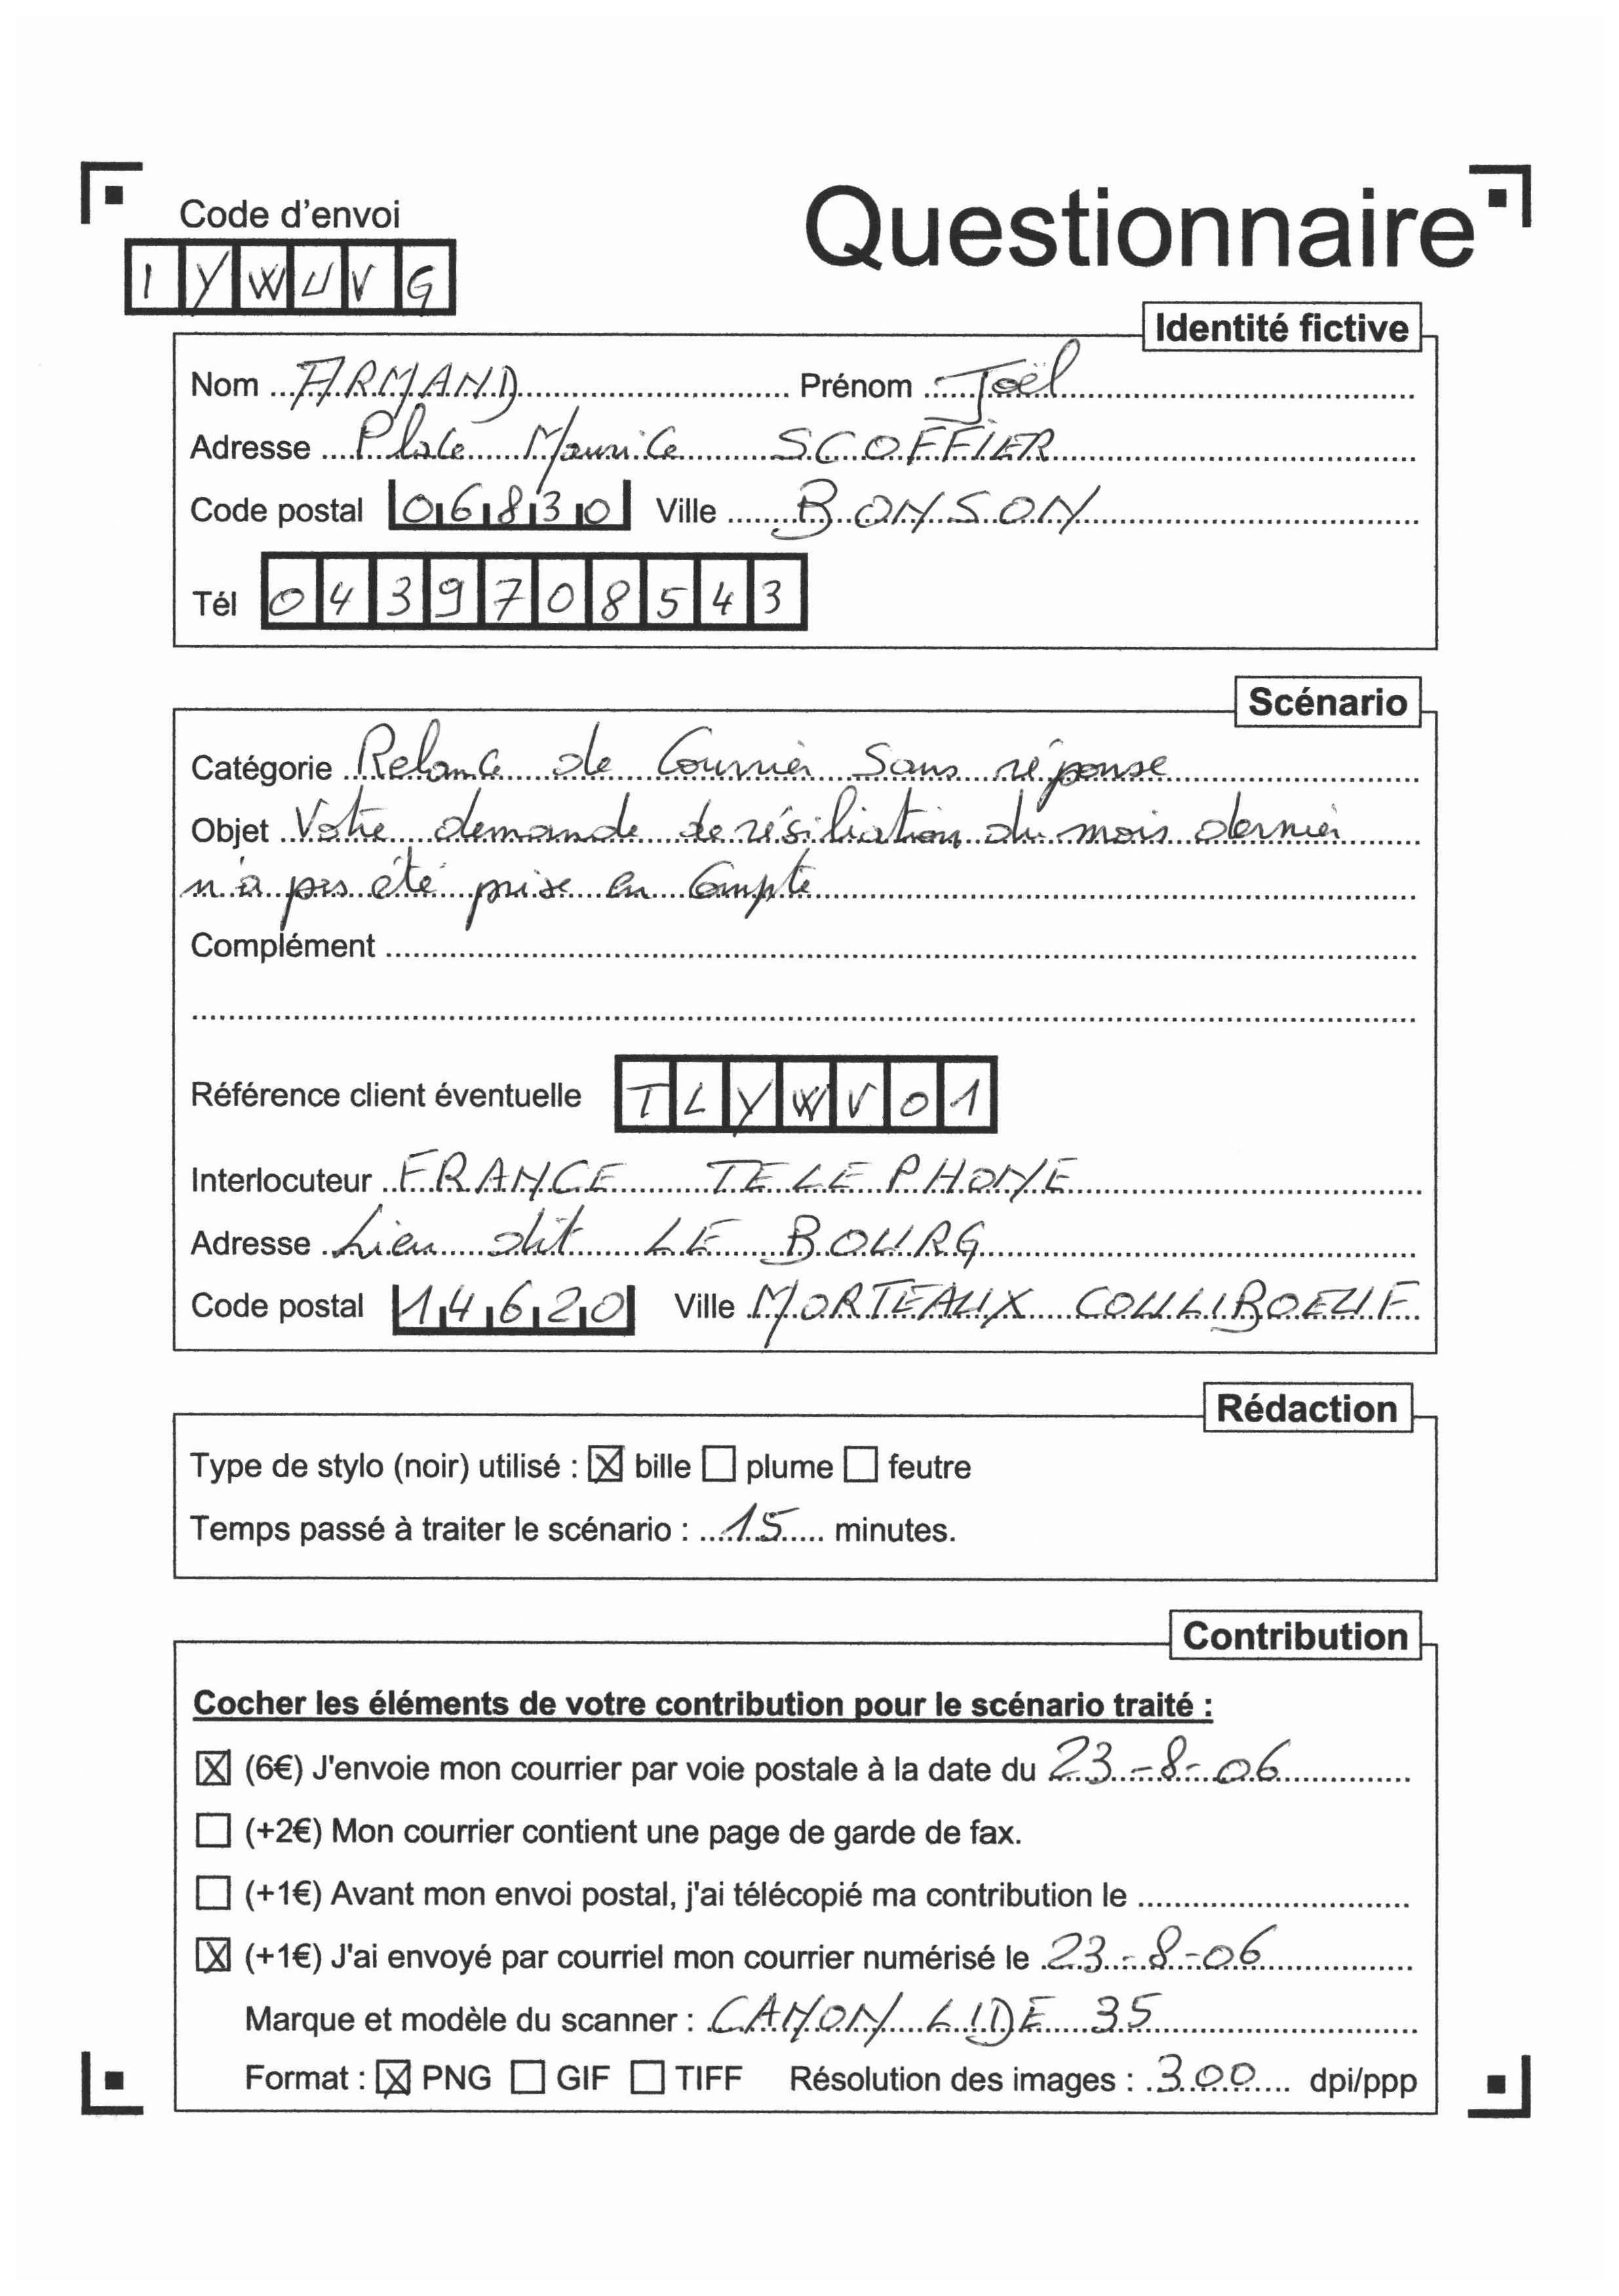 Code d'envoi
Questionnaire
IYWUVG
Identité fictive
Nom ARMAND Prénom Joël
Adresse Place Maurice SCOFFIER
Code postal 06830 Ville BONSON
Tél 0439708543
Scénario
Catégorie Relance de Courrier Sans réponse
Objet Votre demande de résiliation du mois dernier
n'a pas été prise en compte
Complément
Référence client éventuelle TLYWV01
Interlocuteur FRANCE TELEPHONE
Adresse Lieu dit LE BOURG
Code postal 14620 Ville MORTEAUX COULIBOEUF
Rédaction
Type de stylo (noir) utilisé : ☒ bille ☐ plume ☐ feutre
Temps passé à traiter le scénario : 15 minutes.
Contribution
Cocher les éléments de votre contribution pour le scénario traité :
☒ (6€) J'envoie mon courrier par voie postale à la date du 23-8-06
☐ (+2€) Mon courrier contient une page de garde de fax.
☐ (+1€) Avant mon envoi postal, j'ai télécopié ma contribution le
☒ (+1€) J'ai envoyé par courriel mon courrier numérisé le 23-8-06
Marque et modèle du scanner : CANON LIDE 35
Format : ☒ PNG ☐ GIF ☐ TIFF Résolution des images : 300 dpi/ppp